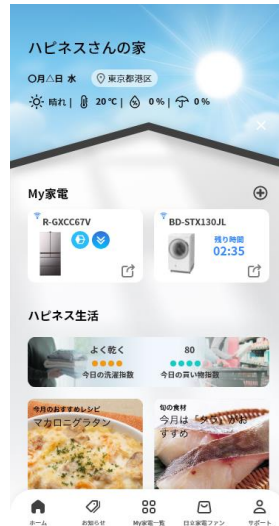 ハピネスさんの家
○月△日 水 東京都港区
晴れ | 20℃ | 0% | 0%
My家電
R-GXCC67V
BD-STX130JL
残り時間
02:35
ハピネス生活
よく乾く
今日の洗濯指数
80
今日の買い物指数
今月のおすすめレシピ
マカロニグラタン
旬の食材
今月は「タラ」がおすすめ
ホーム
お知らせ
My家電一覧
日立家電ファン
サポート